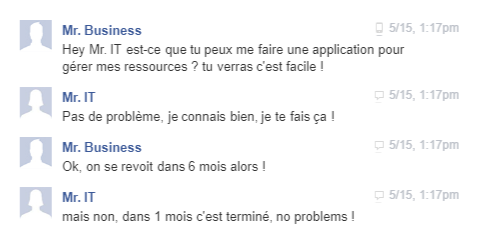 Mr. Business 5/15, 1:17pm
Hey Mr. IT est-ce que tu peux me faire une application pour
gérer mes ressources ? tu verras c'est facile !
Mr. IT 5/15, 1:17pm
Pas de problème, je connais bien, je te fais ça !
Mr. Business 5/15, 1:17pm
Ok, on se revoit dans 6 mois alors !
Mr. IT 5/15, 1:17pm
mais non, dans 1 mois c'est terminé, no problems !